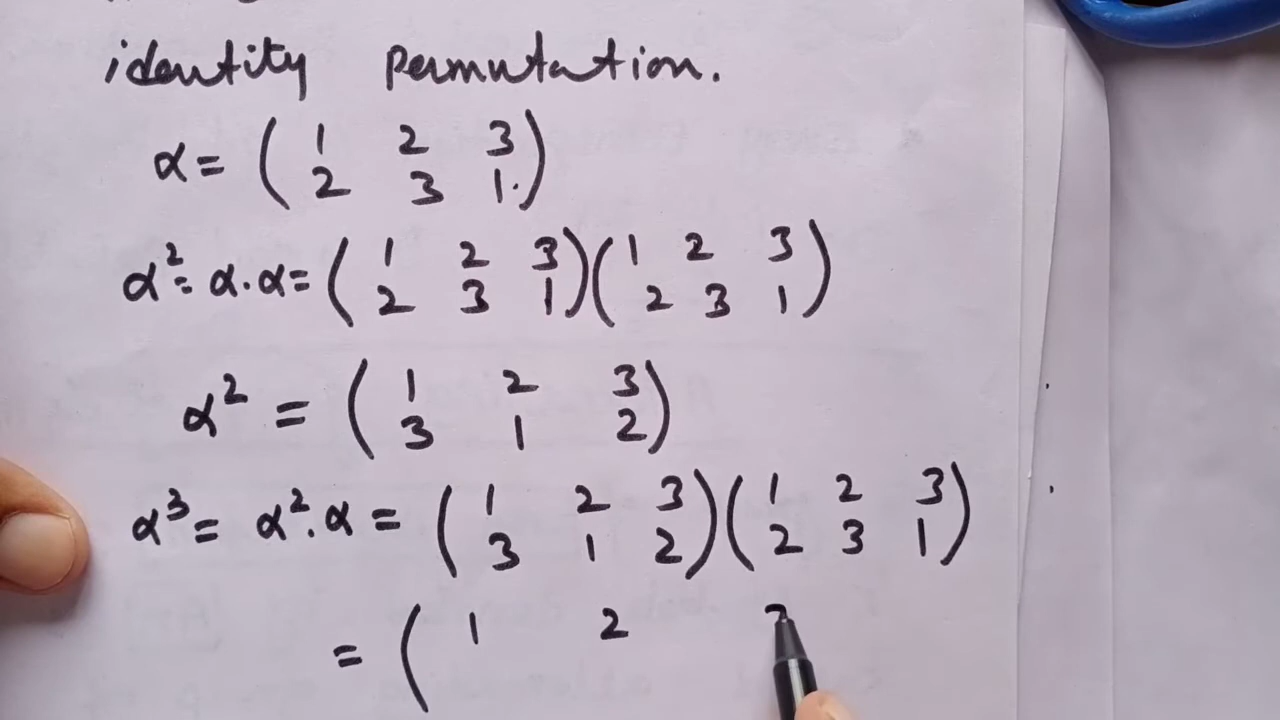 identity permutation.
α = ( 1 2 3
2 3 1. )
α² = α.α = ( 1 2 3
2 3 1 ) ( 1 2 3
2 3 1 )
α² = ( 1 2 3
3 1 2 )
α³ = α².α = ( 1 2 3
3 1 2 ) ( 1 2 3
2 3 1 )
= ( 1 2